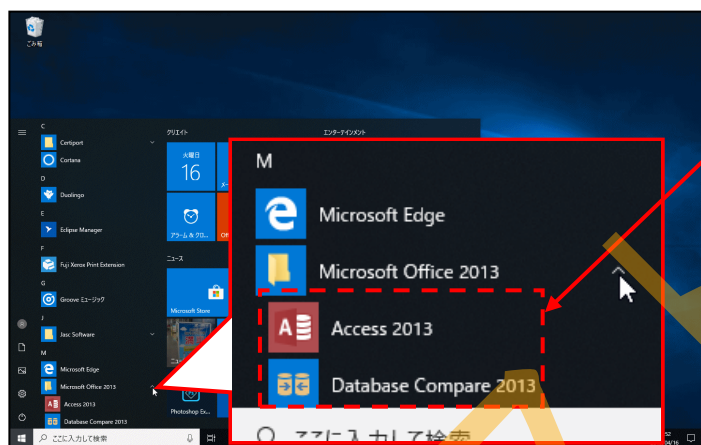 ごみ箱
C
Certiport
Cortana
D
Duolingo
E
Eclipse Manager
F
Fuji Xerox Print Extension
G
Groove ミュージック
J
Jasc Software
M
Microsoft Edge
Microsoft Office 2013
Access 2013
Database Compare 2013
ここに入力して検索
クリエイト
エンターテインメント
火曜日
16
アラーム & クロ...
ニュース
Microsoft Store
Photoshop Ex...
M
Microsoft Edge
Microsoft Office 2013
Access 2013
Database Compare 2013
ここに入力して検索